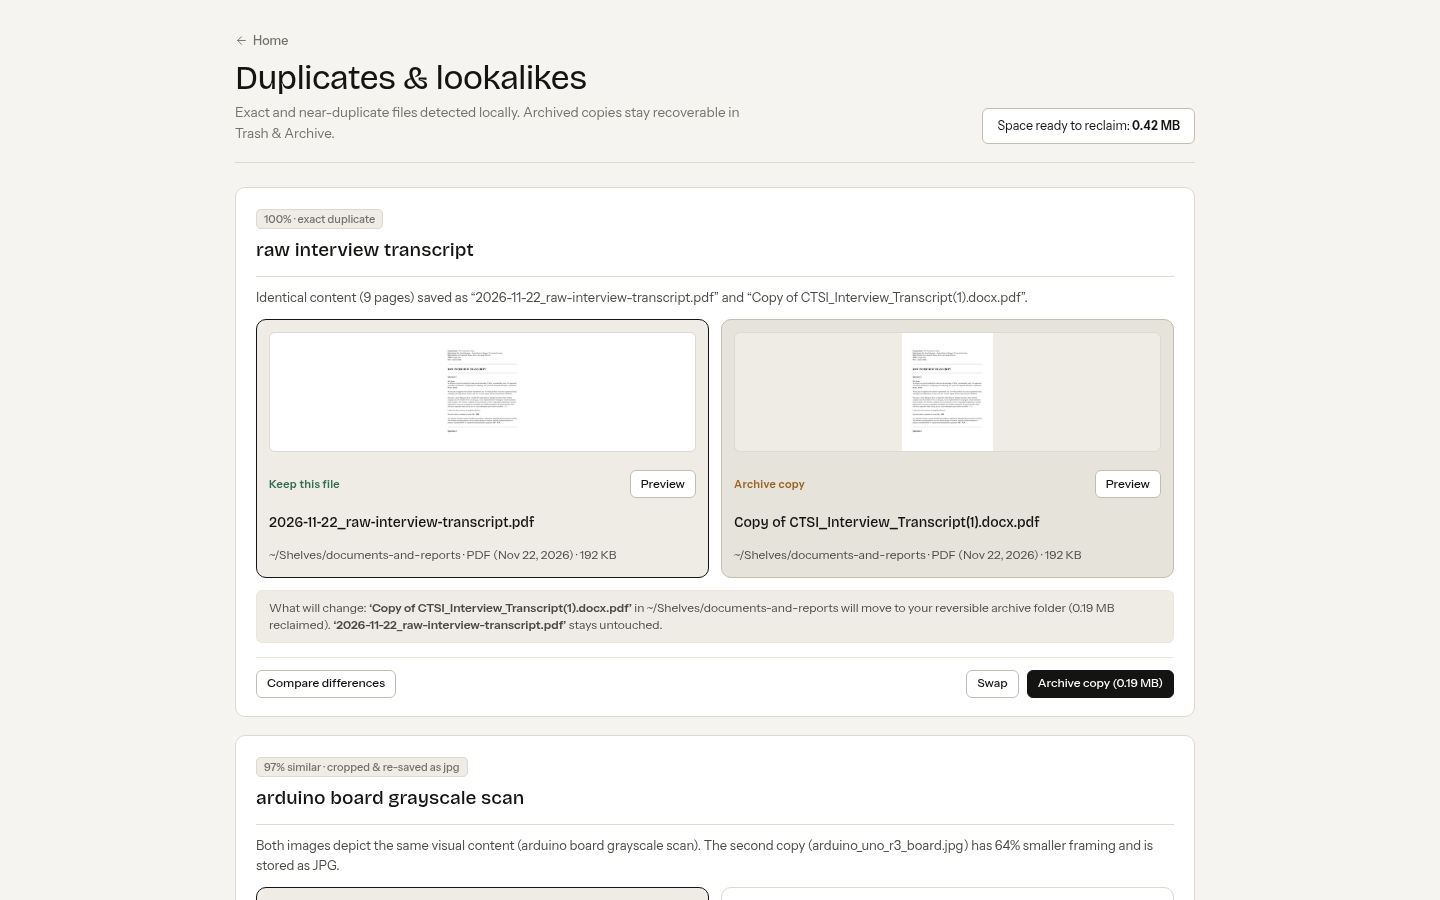 ← Home
Duplicates & lookalikes
Exact and near-duplicate files detected locally. Archived copies stay recoverable in
Trash & Archive.
Space ready to reclaim: 0.42 MB
100% · exact duplicate
raw interview transcript
Identical content (9 pages) saved as “2026-11-22_raw-interview-transcript.pdf” and “Copy of CTSI_Interview_Transcript(1).docx.pdf”.
Keep this file
Preview
2026-11-22_raw-interview-transcript.pdf
~/Shelves/documents-and-reports · PDF (Nov 22, 2026) · 192 KB
Archive copy
Preview
Copy of CTSI_Interview_Transcript(1).docx.pdf
~/Shelves/documents-and-reports · PDF (Nov 22, 2026) · 192 KB
What will change: ‘Copy of CTSI_Interview_Transcript(1).docx.pdf’ in ~/Shelves/documents-and-reports will move to your reversible archive folder (0.19 MB
reclaimed). ‘2026-11-22_raw-interview-transcript.pdf’ stays untouched.
Compare differences
Swap
Archive copy (0.19 MB)
97% similar · cropped & re-saved as jpg
arduino board grayscale scan
Both images depict the same visual content (arduino board grayscale scan). The second copy (arduino_uno_r3_board.jpg) has 64% smaller framing and is
stored as JPG.